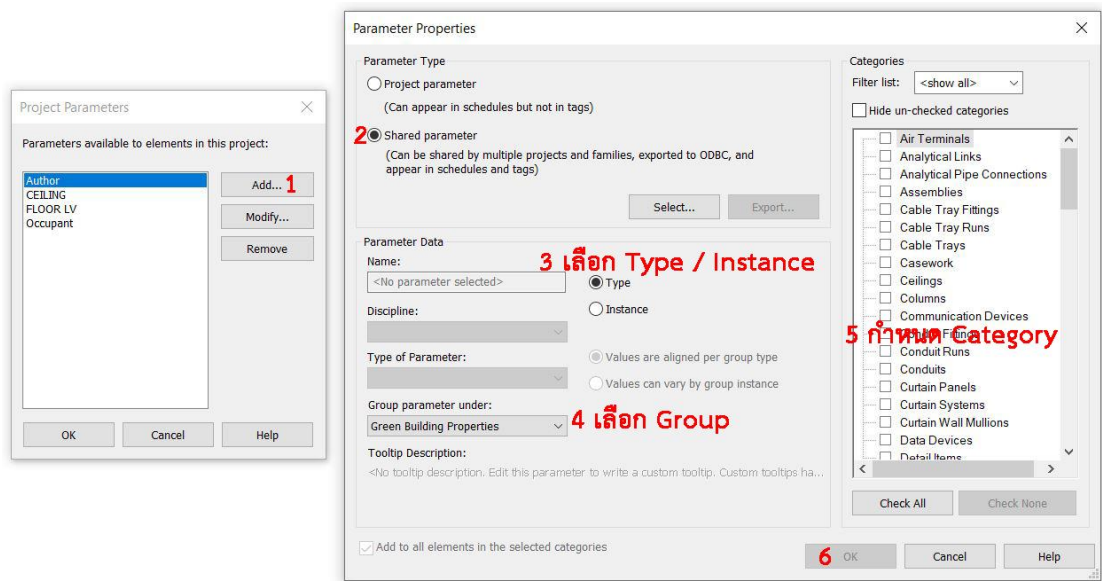 Project Parameters
Parameters available to elements in this project:
Author
CEILING
FLOOR LV
Occupant
Add... 1
Modify...
Remove
OK
Cancel
Help
Parameter Properties
Parameter Type
Project parameter
(Can appear in schedules but not in tags)
2 Shared parameter
(Can be shared by multiple projects and families, exported to ODBC, and
appear in schedules and tags)
Select...
Export...
Parameter Data
Name:
3 เลือก Type / Instance
<No parameter selected>
Type
Discipline:
Instance
Type of Parameter:
Values are aligned per group type
Values can vary by group instance
Group parameter under:
Green Building Properties
4 เลือก Group
Tooltip Description:
<No tooltip description. Edit this parameter to write a custom tooltip. Custom tooltips ha...
Add to all elements in the selected categories
Categories
Filter list:
<show all>
Hide un-checked categories
Air Terminals
Analytical Links
Analytical Pipe Connections
Assemblies
Cable Tray Fittings
Cable Tray Runs
Cable Trays
Casework
Ceilings
Columns
Communication Devices
Conduit Fittings
5 กำหนด Category
Conduit Runs
Conduits
Curtain Panels
Curtain Systems
Curtain Wall Mullions
Data Devices
Detail Items
Check All
Check None
6 OK
Cancel
Help